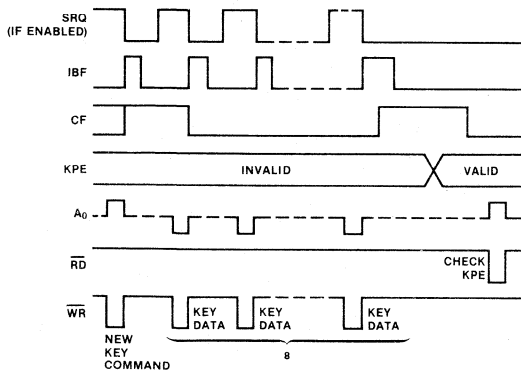 SRQ
(IF ENABLED)
IBF
CF
KPE
INVALID
VALID
A0
RD
CHECK
KPE
WR
KEY
DATA
KEY
DATA
KEY
DATA
NEW
KEY
COMMAND
8